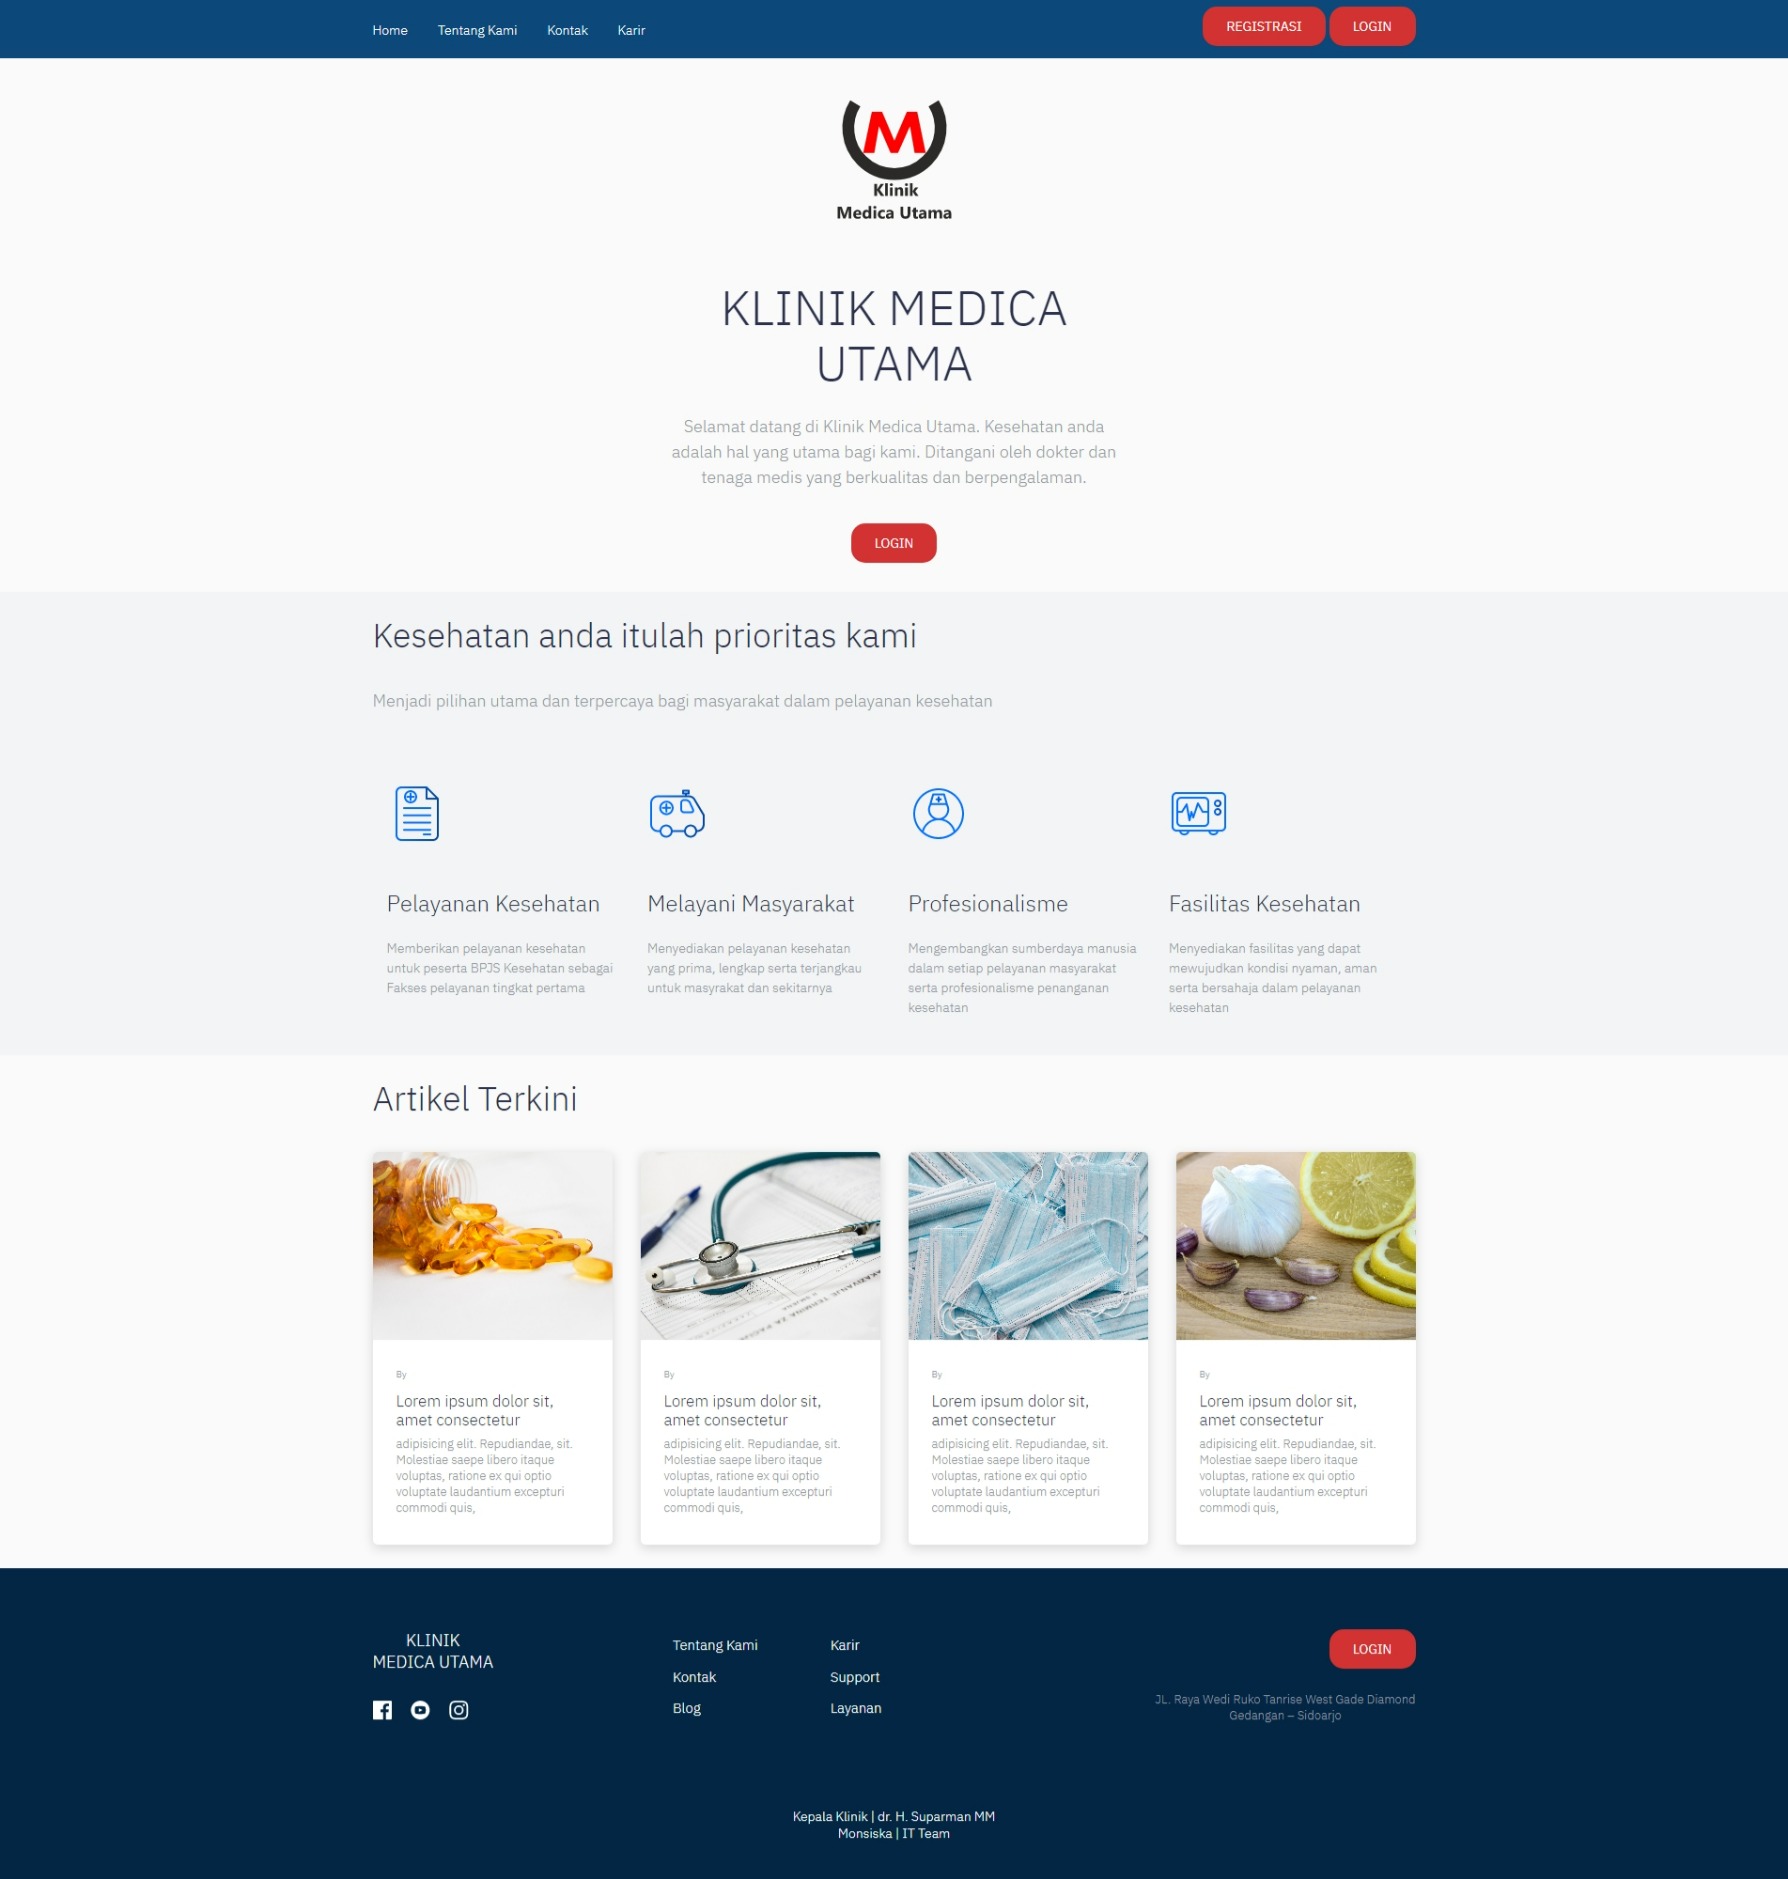 Home
Tentang Kami
Kontak
Karir
REGISTRASI
LOGIN
M
Klinik
Medica Utama
KLINIK MEDICA
UTAMA
Selamat datang di Klinik Medica Utama. Kesehatan anda
adalah hal yang utama bagi kami. Ditangani oleh dokter dan
tenaga medis yang berkualitas dan berpengalaman.
LOGIN
Kesehatan anda itulah prioritas kami
Menjadi pilihan utama dan terpercaya bagi masyarakat dalam pelayanan kesehatan
Pelayanan Kesehatan
Memberikan pelayanan kesehatan
untuk peserta BPJS Kesehatan sebagai
Fakses pelayanan tingkat pertama
Melayani Masyarakat
Menyediakan pelayanan kesehatan
yang prima, lengkap serta terjangkau
untuk masyrakat dan sekitarnya
Profesionalisme
Mengembangkan sumberdaya manusia
dalam setiap pelayanan masyarakat
serta profesionalisme penanganan
kesehatan
Fasilitas Kesehatan
Menyediakan fasilitas yang dapat
mewujudkan kondisi nyaman, aman
serta bersahaja dalam pelayanan
kesehatan
Artikel Terkini
By
Lorem ipsum dolor sit,
amet consectetur
adipisicing elit. Repudiandae, sit.
Molestiae saepe libero itaque
voluptas, ratione ex qui optio
voluptate laudantium excepturi
commodi quis,
By
Lorem ipsum dolor sit,
amet consectetur
adipisicing elit. Repudiandae, sit.
Molestiae saepe libero itaque
voluptas, ratione ex qui optio
voluptate laudantium excepturi
commodi quis,
By
Lorem ipsum dolor sit,
amet consectetur
adipisicing elit. Repudiandae, sit.
Molestiae saepe libero itaque
voluptas, ratione ex qui optio
voluptate laudantium excepturi
commodi quis,
By
Lorem ipsum dolor sit,
amet consectetur
adipisicing elit. Repudiandae, sit.
Molestiae saepe libero itaque
voluptas, ratione ex qui optio
voluptate laudantium excepturi
commodi quis,
KLINIK
MEDICA UTAMA
Tentang Kami
Kontak
Blog
Karir
Support
Layanan
LOGIN
JL. Raya Wedi Ruko Tanrise West Gade Diamond
Gedangan – Sidoarjo
Kepala Klinik | dr. H. Suparman MM
Monsiska | IT Team